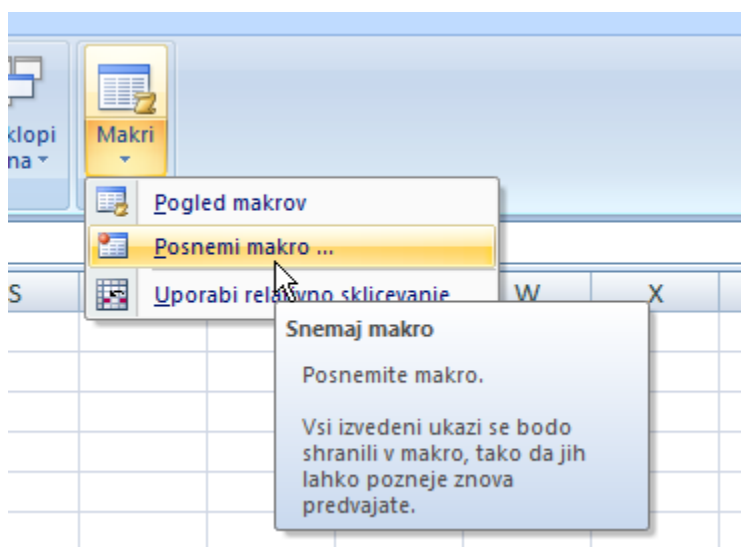 klopi
na
Makri
Pogled makrov
Posnemi makro ...
Uporabi relativno sklicevanje
S
W
X
Snemaj makro
Posnemite makro.
Vsi izvedeni ukazi se bodo
shranili v makro, tako da jih
lahko pozneje znova
predvajate.